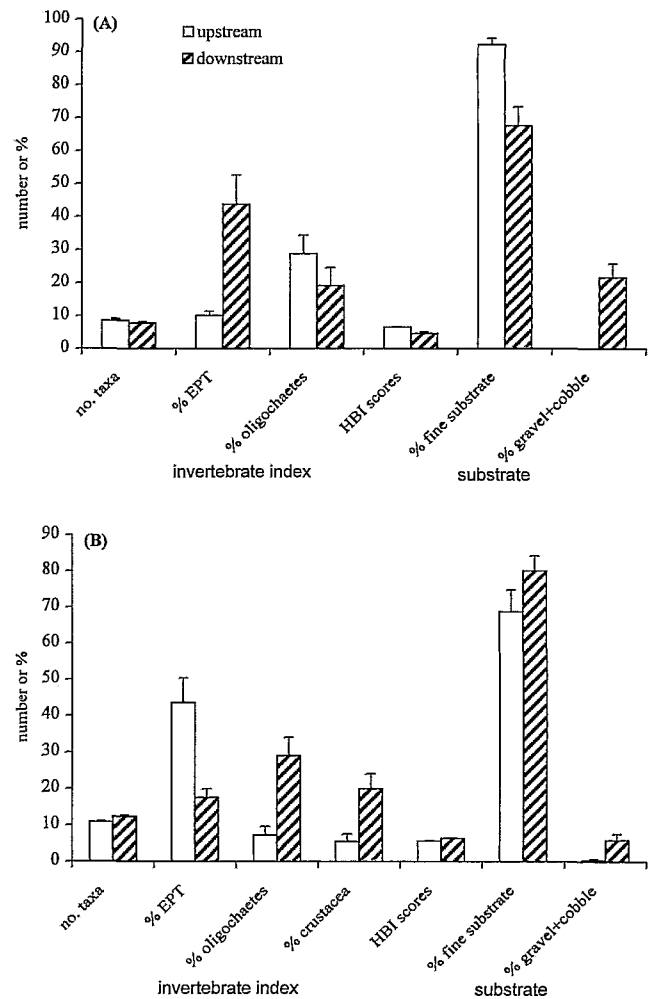 (A)
upstream
downstream
100
90
80
70
60
50
40
30
20
10
0
number or %
no. taxa
% EPT
% oligochaetes
HBI scores
% fine substrate
% gravel+cobble
invertebrate index
substrate
(B)
90
80
70
60
50
40
30
20
10
0
number or %
no. taxa
% EPT
% oligochaetes
% crustacea
HBI scores
% fine substrate
% gravel+cobble
invertebrate index
substrate